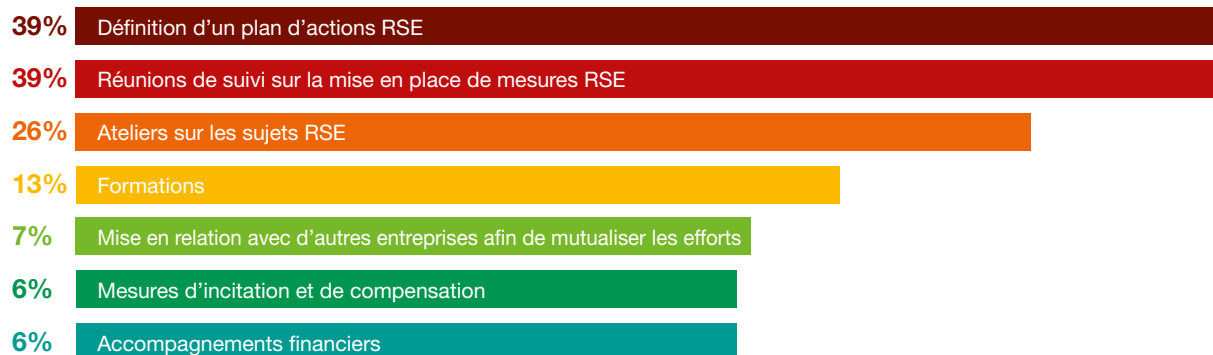 39% Définition d'un plan d'actions RSE
39% Réunions de suivi sur la mise en place de mesures RSE
26% Ateliers sur les sujets RSE
13% Formations
7% Mise en relation avec d'autres entreprises afin de mutualiser les efforts
6% Mesures d'incitation et de compensation
6% Accompagnements financiers